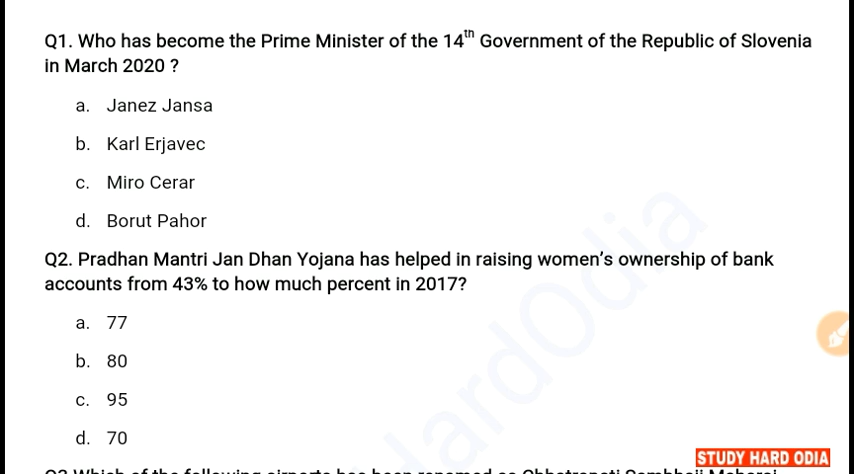 Q1. Who has become the Prime Minister of the 14th Government of the Republic of Slovenia
in March 2020 ?
a. Janez Jansa
b. Karl Erjavec
c. Miro Cerar
d. Borut Pahor
Q2. Pradhan Mantri Jan Dhan Yojana has helped in raising women's ownership of bank
accounts from 43% to how much percent in 2017?
a. 77
b. 80
c. 95
d. 70
STUDY HARD ODIA